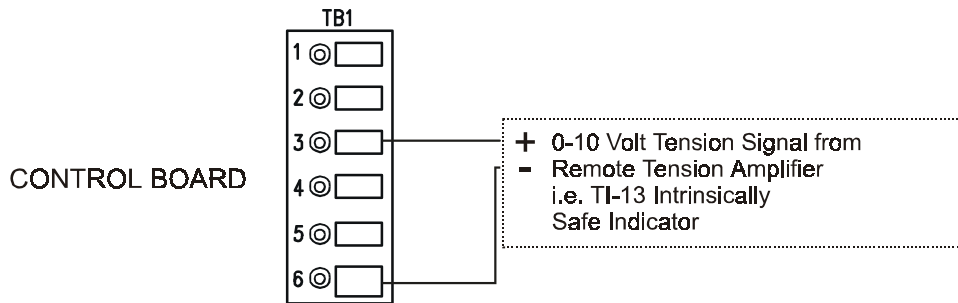 TB1
1
2
3
4
5
6
CONTROL BOARD
+ 0-10 Volt Tension Signal from
- Remote Tension Amplifier
i.e. TI-13 Intrinsically
Safe Indicator